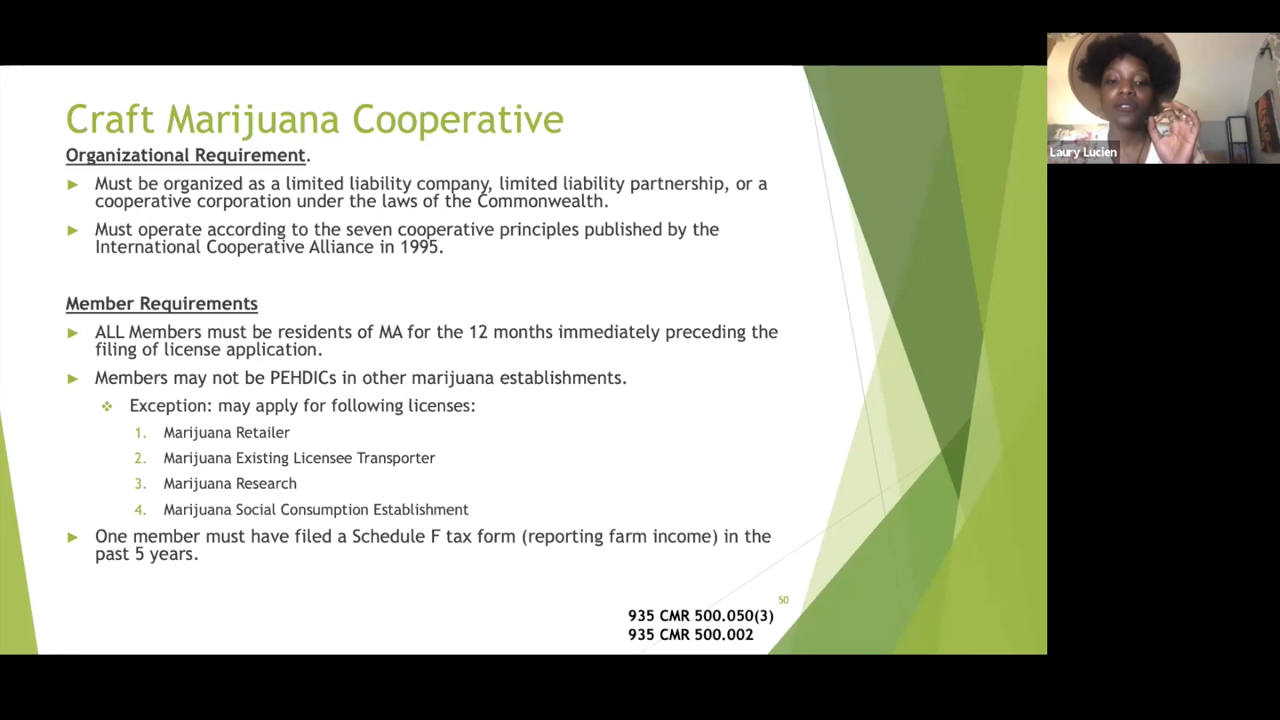 Craft Marijuana Cooperative
Organizational Requirement.
► Must be organized as a limited liability company, limited liability partnership, or a
cooperative corporation under the laws of the Commonwealth.
► Must operate according to the seven cooperative principles published by the
International Cooperative Alliance in 1995.
Member Requirements
► ALL Members must be residents of MA for the 12 months immediately preceding the
filing of license application.
► Members may not be PEHDICs in other marijuana establishments.
❖ Exception: may apply for following licenses:
1. Marijuana Retailer
2. Marijuana Existing Licensee Transporter
3. Marijuana Research
4. Marijuana Social Consumption Establishment
► One member must have filed a Schedule F tax form (reporting farm income) in the
past 5 years.
50
935 CMR 500.050(3)
935 CMR 500.002
Laury Lucien